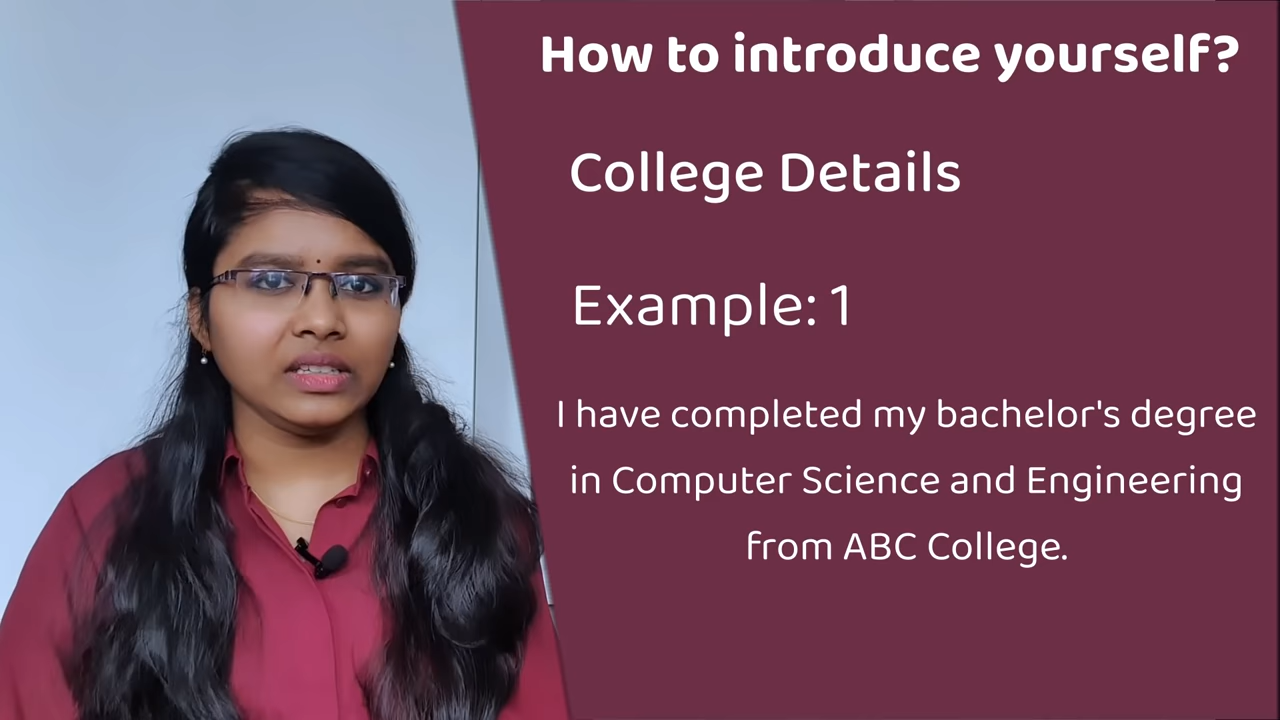 How to introduce yourself?
College Details
Example: 1
I have completed my bachelor's degree
in Computer Science and Engineering
from ABC College.